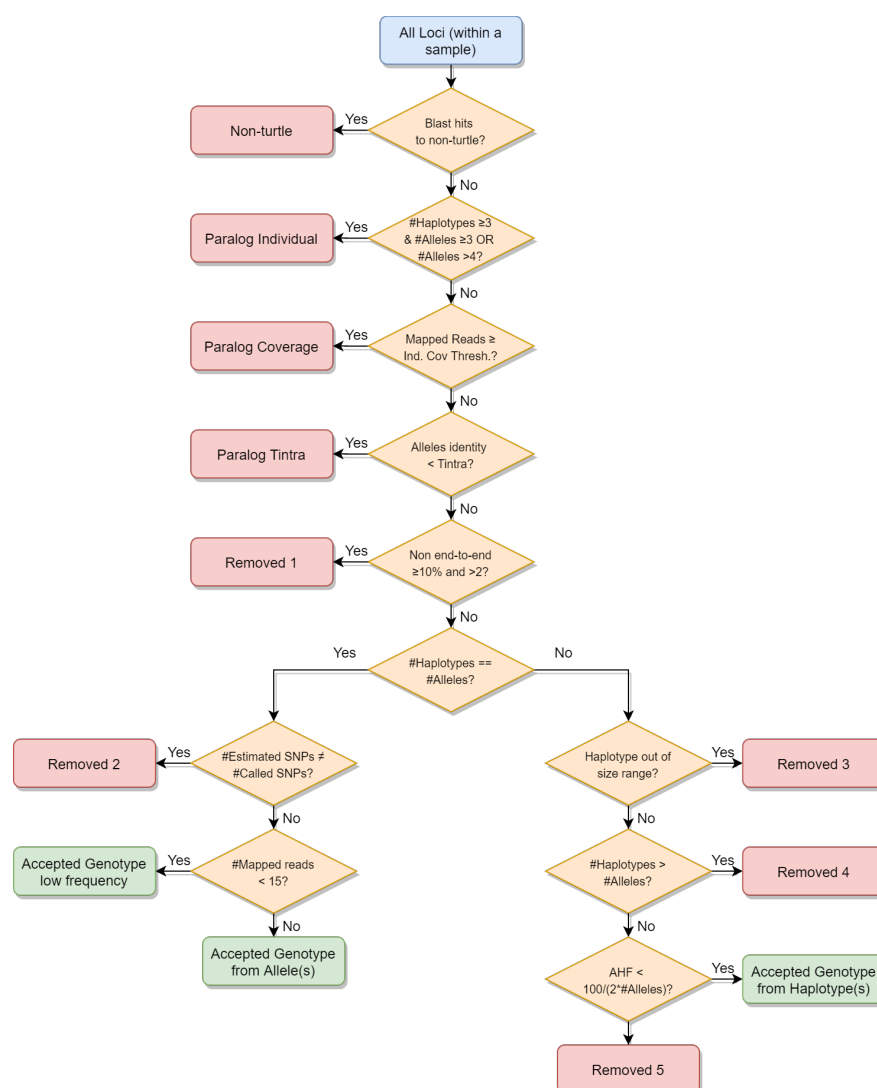 All Loci (within a
sample)
Blast hits
to non-turtle?
Yes
Non-turtle
No
#Haplotypes ≥3
& #Alleles ≥3 OR
#Alleles >4?
Yes
Paralog Individual
No
Mapped Reads ≥
Ind. Cov Thresh.?
Yes
Paralog Coverage
No
Alleles identity
< Tintra?
Yes
Paralog Tintra
No
Non end-to-end
≥10% and >2?
Yes
Removed 1
No
#Haplotypes ==
#Alleles?
Yes
No
#Estimated SNPs ≠
#Called SNPs?
Yes
Removed 2
No
#Mapped reads
< 15?
Yes
Accepted Genotype
low frequency
No
Accepted Genotype
from Allele(s)
Haplotype out of
size range?
Yes
Removed 3
No
#Haplotypes >
#Alleles?
Yes
Removed 4
No
AHF <
100/(2*#Alleles)?
Yes
Accepted Genotype
from Haplotype(s)
Removed 5